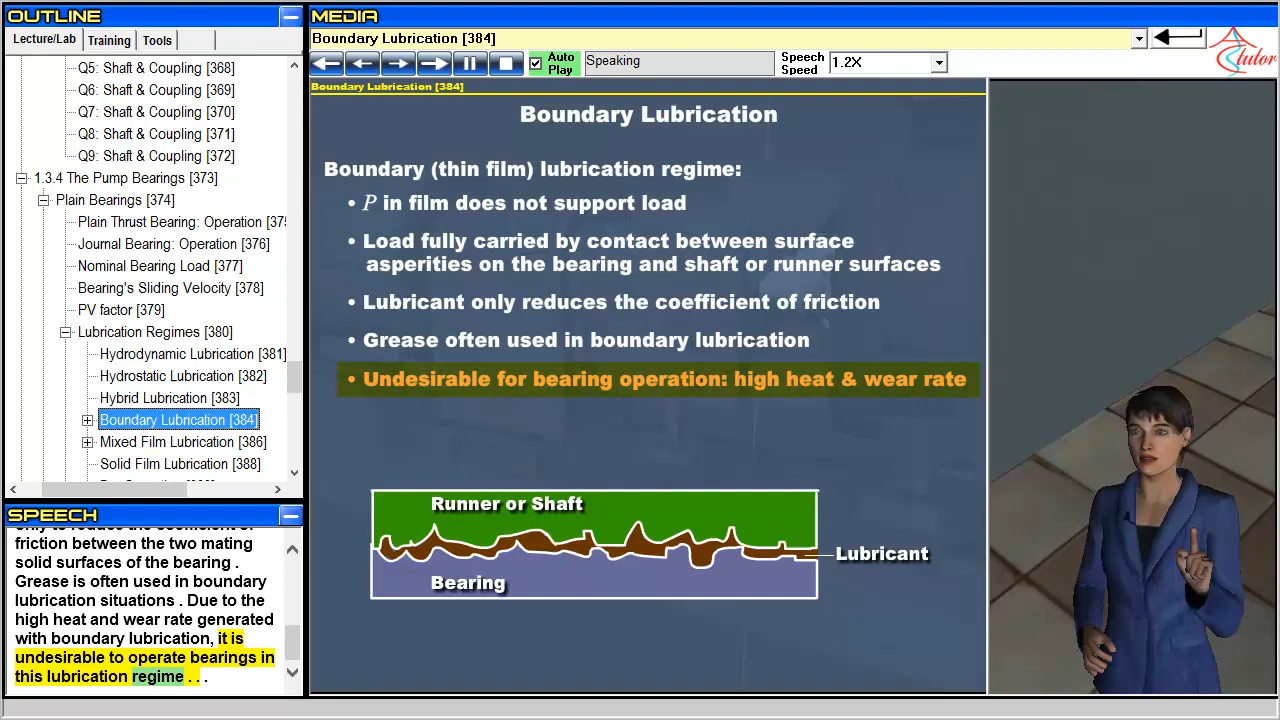 OUTLINE
Lecture/Lab Training Tools
Q5: Shaft & Coupling [368]
Q6: Shaft & Coupling [369]
Q7: Shaft & Coupling [370]
Q8: Shaft & Coupling [371]
Q9: Shaft & Coupling [372]
1.3.4 The Pump Bearings [373]
Plain Bearings [374]
Plain Thrust Bearing: Operation [375
Journal Bearing: Operation [376]
Nominal Bearing Load [377]
Bearing's Sliding Velocity [378]
PV factor [379]
Lubrication Regimes [380]
Hydrodynamic Lubrication [381]
Hydrostatic Lubrication [382]
Hybrid Lubrication [383]
Boundary Lubrication [384]
Mixed Film Lubrication [386]
Solid Film Lubrication [388]
SPEECH
only to reduce the coefficient of
friction between the two mating
solid surfaces of the bearing .
Grease is often used in boundary
lubrication situations . Due to the
high heat and wear rate generated
with boundary lubrication, it is
undesirable to operate bearings in
this lubrication regime . . .
MEDIA
Boundary Lubrication [384]
Auto Play
Speaking
Speech Speed
1.2X
tutor
Boundary Lubrication [384]
Boundary Lubrication
Boundary (thin film) lubrication regime:
• P in film does not support load
• Load fully carried by contact between surface
asperities on the bearing and shaft or runner surfaces
• Lubricant only reduces the coefficient of friction
• Grease often used in boundary lubrication
• Undesirable for bearing operation: high heat & wear rate
Runner or Shaft
Lubricant
Bearing